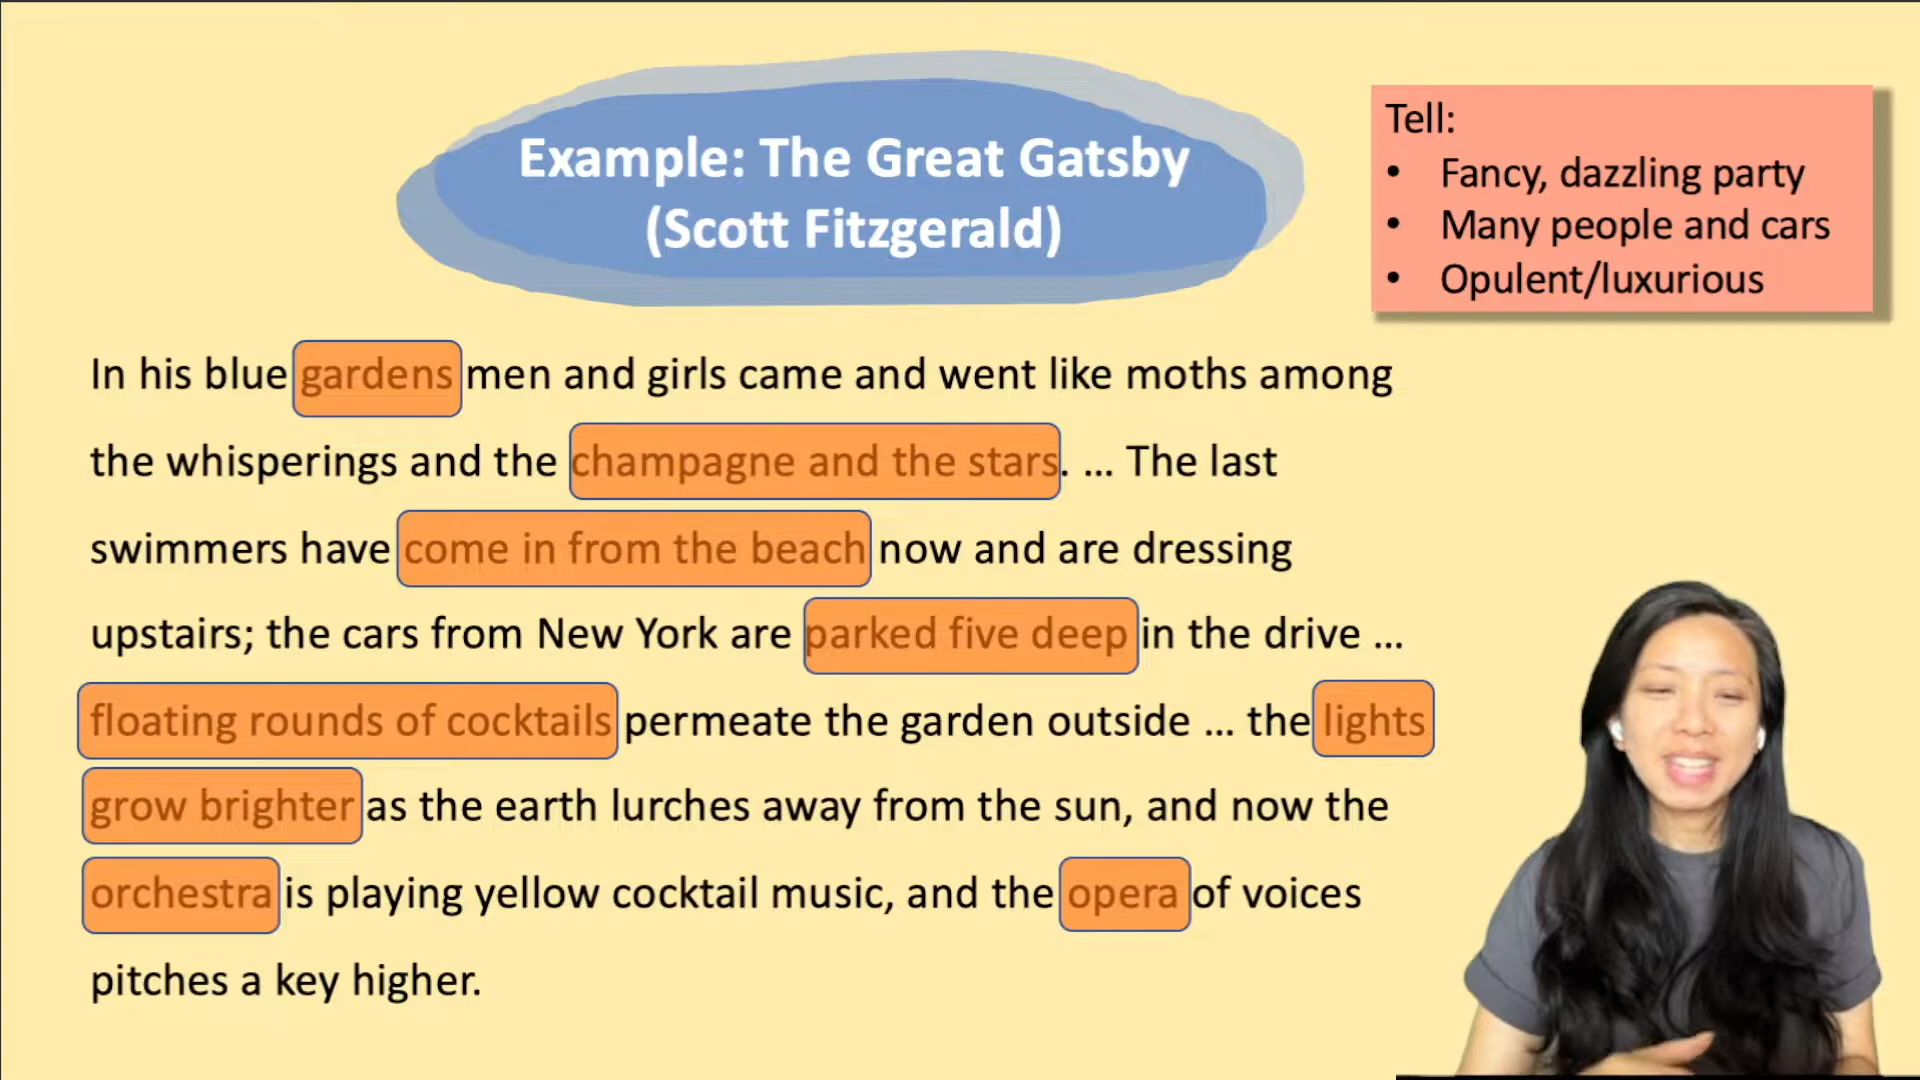 Example: The Great Gatsby
(Scott Fitzgerald)
Tell:
• Fancy, dazzling party
• Many people and cars
• Opulent/luxurious
In his blue gardens men and girls came and went like moths among
the whisperings and the champagne and the stars. ... The last
swimmers have come in from the beach now and are dressing
upstairs; the cars from New York are parked five deep in the drive ...
floating rounds of cocktails permeate the garden outside ... the lights
grow brighter as the earth lurches away from the sun, and now the
orchestra is playing yellow cocktail music, and the opera of voices
pitches a key higher.